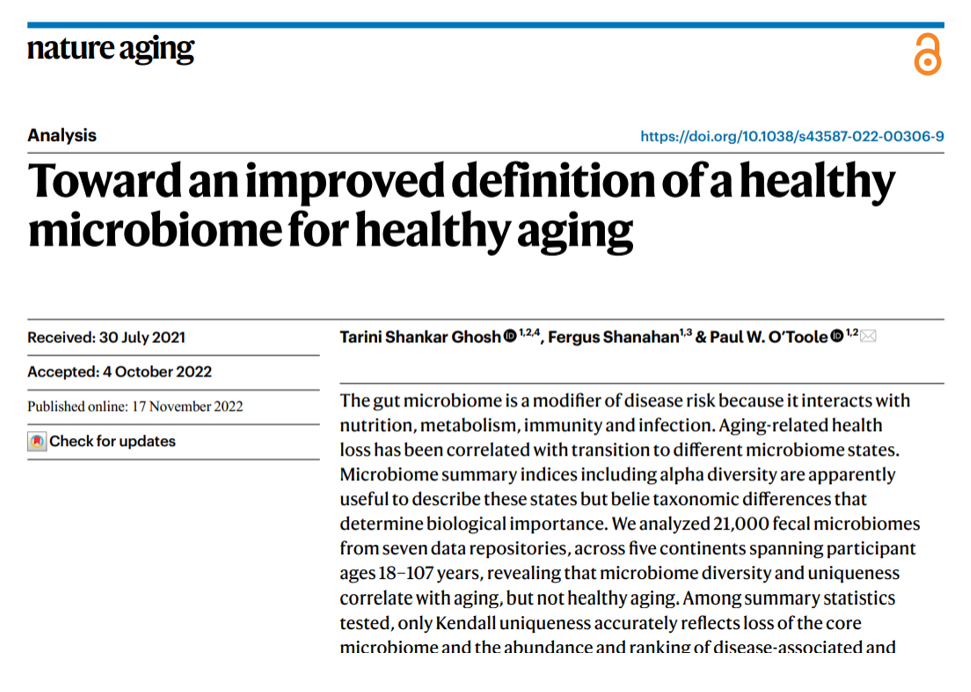 nature aging
Analysis
https://doi.org/10.1038/s43587-022-00306-9
Toward an improved definition of a healthy
microbiome for healthy aging
Received: 30 July 2021
Accepted: 4 October 2022
Published online: 17 November 2022
Check for updates
Tarini Shankar Ghosh 1,2,4, Fergus Shanahan1,3 & Paul W. O’Toole 1,2
The gut microbiome is a modifier of disease risk because it interacts with
nutrition, metabolism, immunity and infection. Aging-related health
loss has been correlated with transition to different microbiome states.
Microbiome summary indices including alpha diversity are apparently
useful to describe these states but belie taxonomic differences that
determine biological importance. We analyzed 21,000 fecal microbiomes
from seven data repositories, across five continents spanning participant
ages 18–107 years, revealing that microbiome diversity and uniqueness
correlate with aging, but not healthy aging. Among summary statistics
tested, only Kendall uniqueness accurately reflects loss of the core
microbiome and the abundance and ranking of disease-associated and